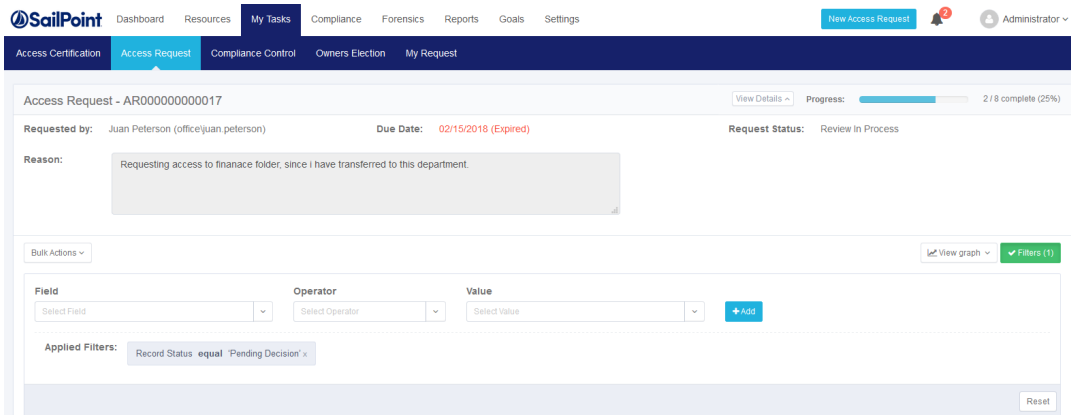 SailPoint Dashboard Resources My Tasks Compliance Forensics Reports Goals Settings New Access Request 2 Administrator
Access Certification Access Request Compliance Control Owners Election My Request
Access Request - AR000000000017 View Details Progress: 2 / 8 complete (25%)
Requested by: Juan Peterson (office\juan.peterson) Due Date: 02/15/2018 (Expired) Request Status: Review In Process
Reason: Requesting access to finanace folder, since i have transferred to this department.
Bulk Actions View graph Filters (1)
Field Operator Value
Select Field Select Operator Select Value + Add
Applied Filters: Record Status equal 'Pending Decision' x
Reset